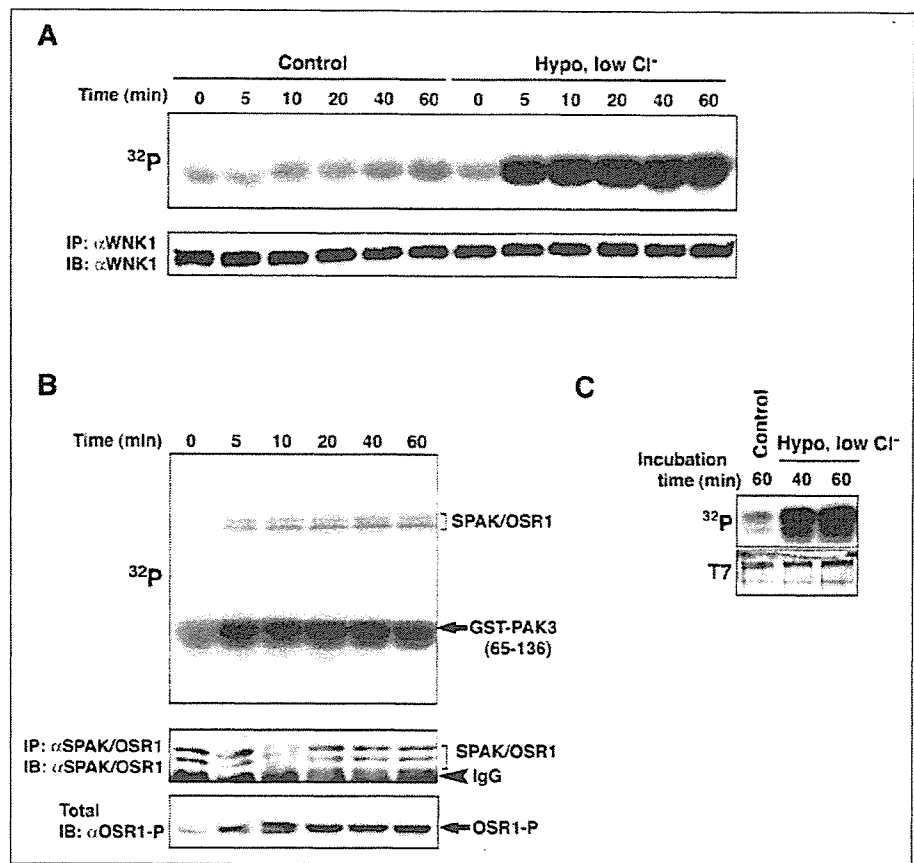 A
Control Hypo, low Cl⁻
Time (min) 0 5 10 20 40 60 0 5 10 20 40 60
³²P
IP: αWNK1
IB: αWNK1
B
Time (min) 0 5 10 20 40 60
SPAK/OSR1
³²P
GST-PAK3
(65-136)
IP: αSPAK/OSR1
IB: αSPAK/OSR1
SPAK/OSR1
IgG
Total
IB: αOSR1-P
OSR1-P
C
Control
Hypo, low Cl⁻
Incubation
time (min) 60 40 60
³²P
T7